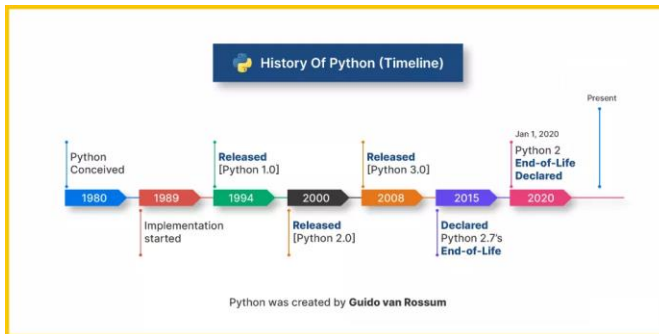 History Of Python (Timeline)
Present
Python
Conceived
Released
[Python 1.0]
Released
[Python 3.0]
Jan 1, 2020
Python 2
End-of-Life
Declared
1980
1989
1994
2000
2008
2015
2020
Implementation
started
Released
[Python 2.0]
Declared
Python 2.7's
End-of-Life
Python was created by Guido van Rossum